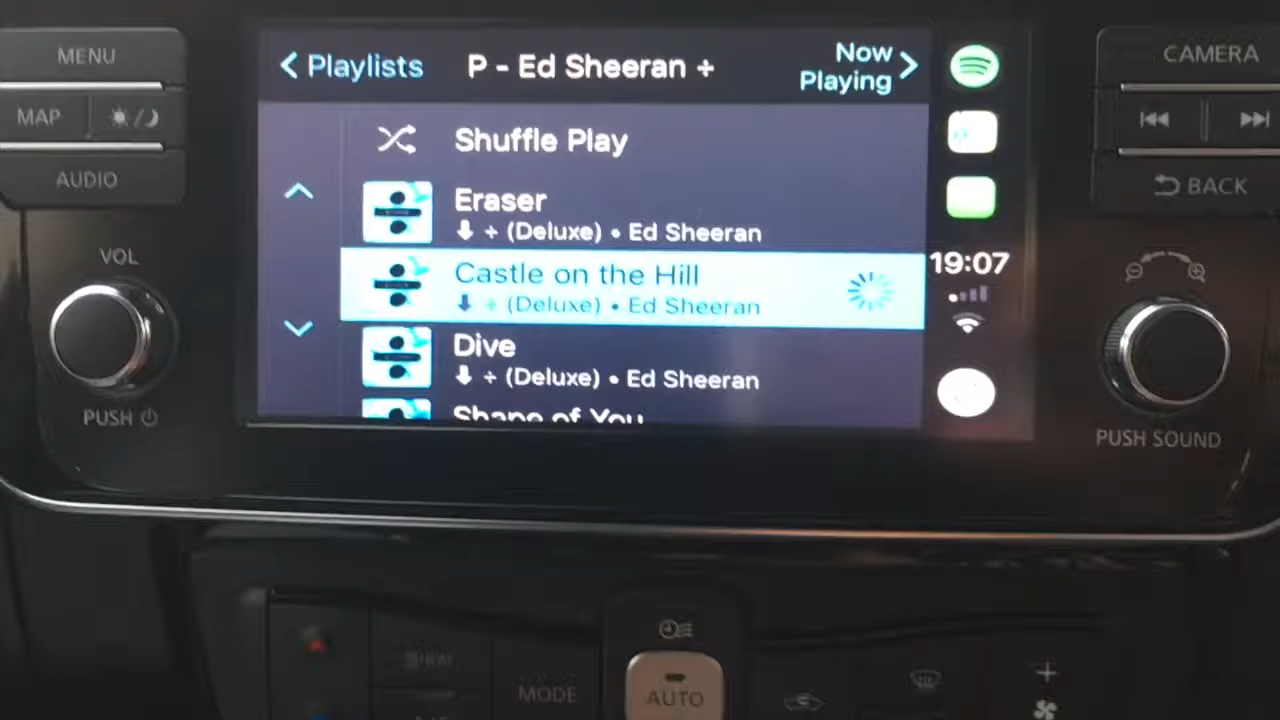 MENU
MAP
AUDIO
VOL
PUSH
Playlists
P - Ed Sheeran +
Now
Playing
Shuffle Play
Eraser
÷ (Deluxe) • Ed Sheeran
Castle on the Hill
÷ (Deluxe) • Ed Sheeran
Dive
÷ (Deluxe) • Ed Sheeran
Shape of You
19:07
CAMERA
BACK
PUSH SOUND
MODE
AUTO